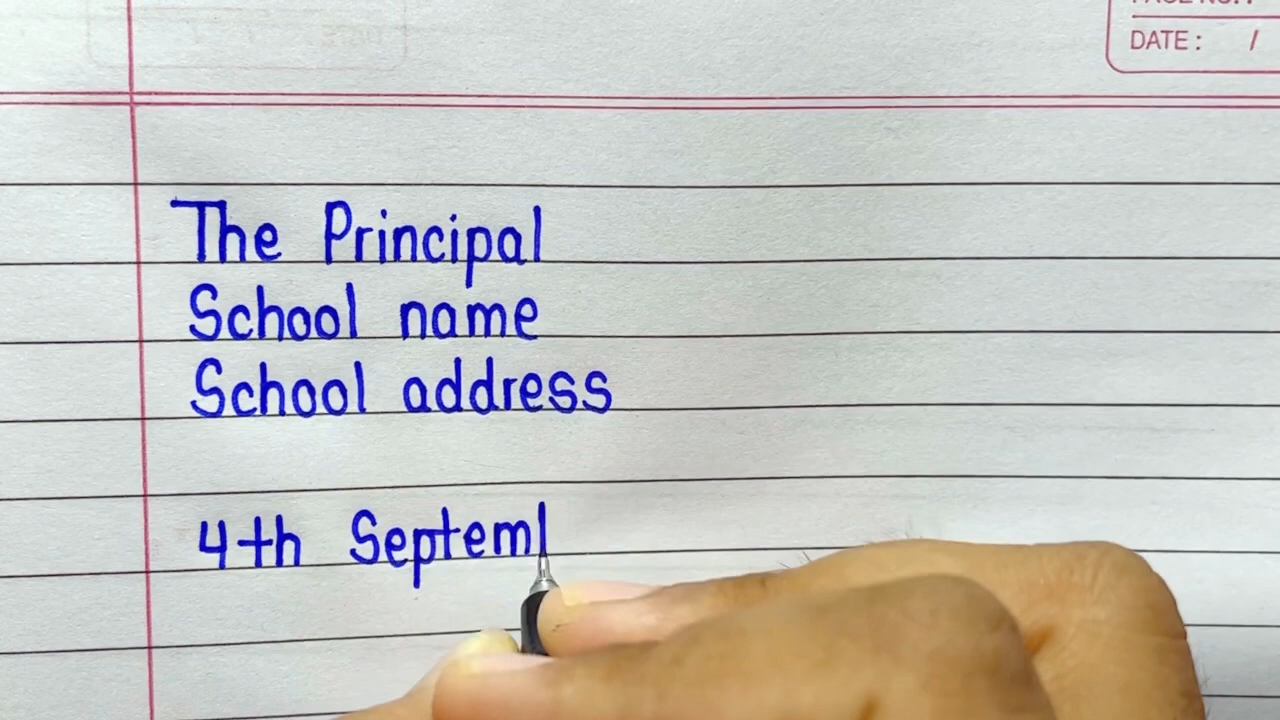 DATE: /
The Principal
School name
School address
4th Septeml